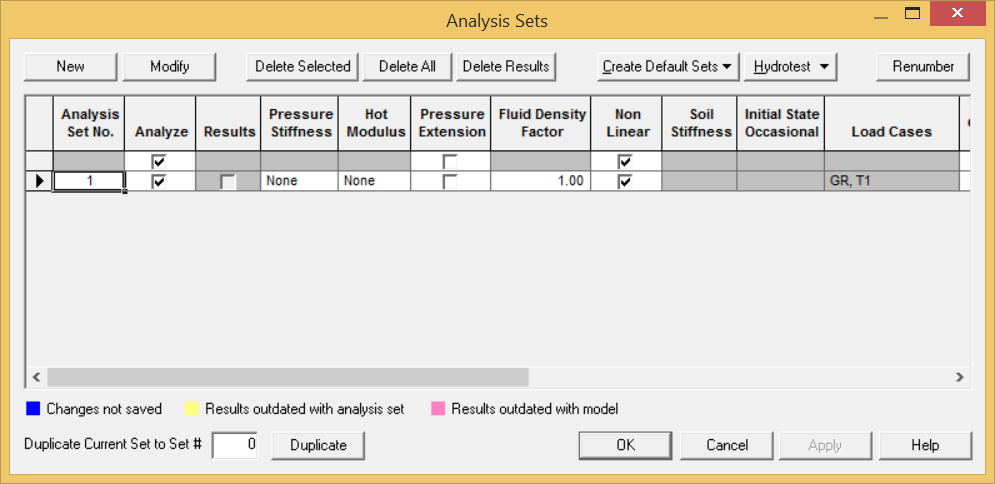 Analysis Sets
New Modify Delete Selected Delete All Delete Results Create Default Sets Hydrotest Renumber
Analysis Pressure Hot Pressure Fluid Density Non Soil Initial State
Set No. Analyze Results Stiffness Modulus Extension Factor Linear Stiffness Occasional Load Cases
1 None None 1.00 GR, T1
Changes not saved Results outdated with analysis set Results outdated with model
Duplicate Current Set to Set # 0 Duplicate OK Cancel Apply Help